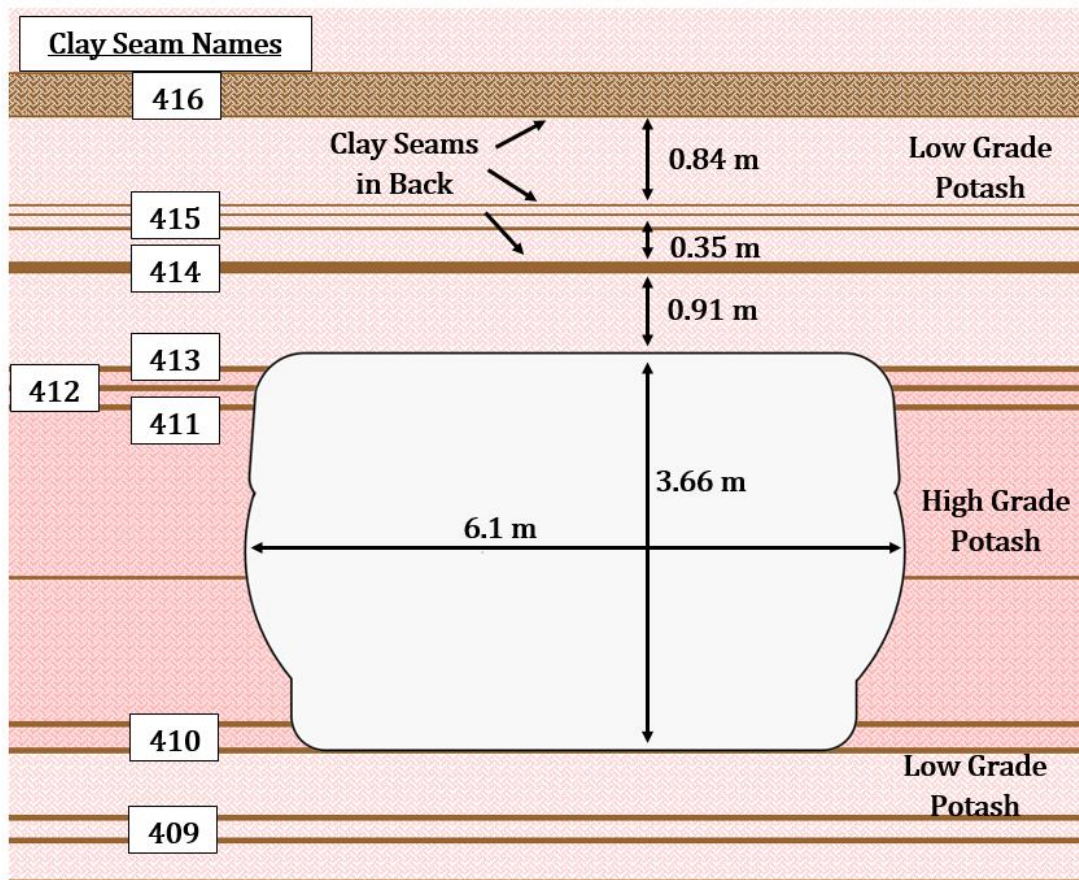 Clay Seam Names
416
Clay Seams
in Back
0.84 m
Low Grade
Potash
415
0.35 m
414
0.91 m
413
412
411
3.66 m
6.1 m
High Grade
Potash
410
Low Grade
Potash
409